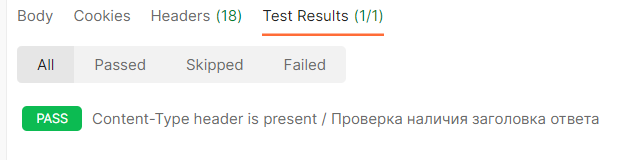 Body Cookies Headers (18) Test Results (1/1)
All Passed Skipped Failed
PASS Content-Type header is present / Проверка наличия заголовка ответа